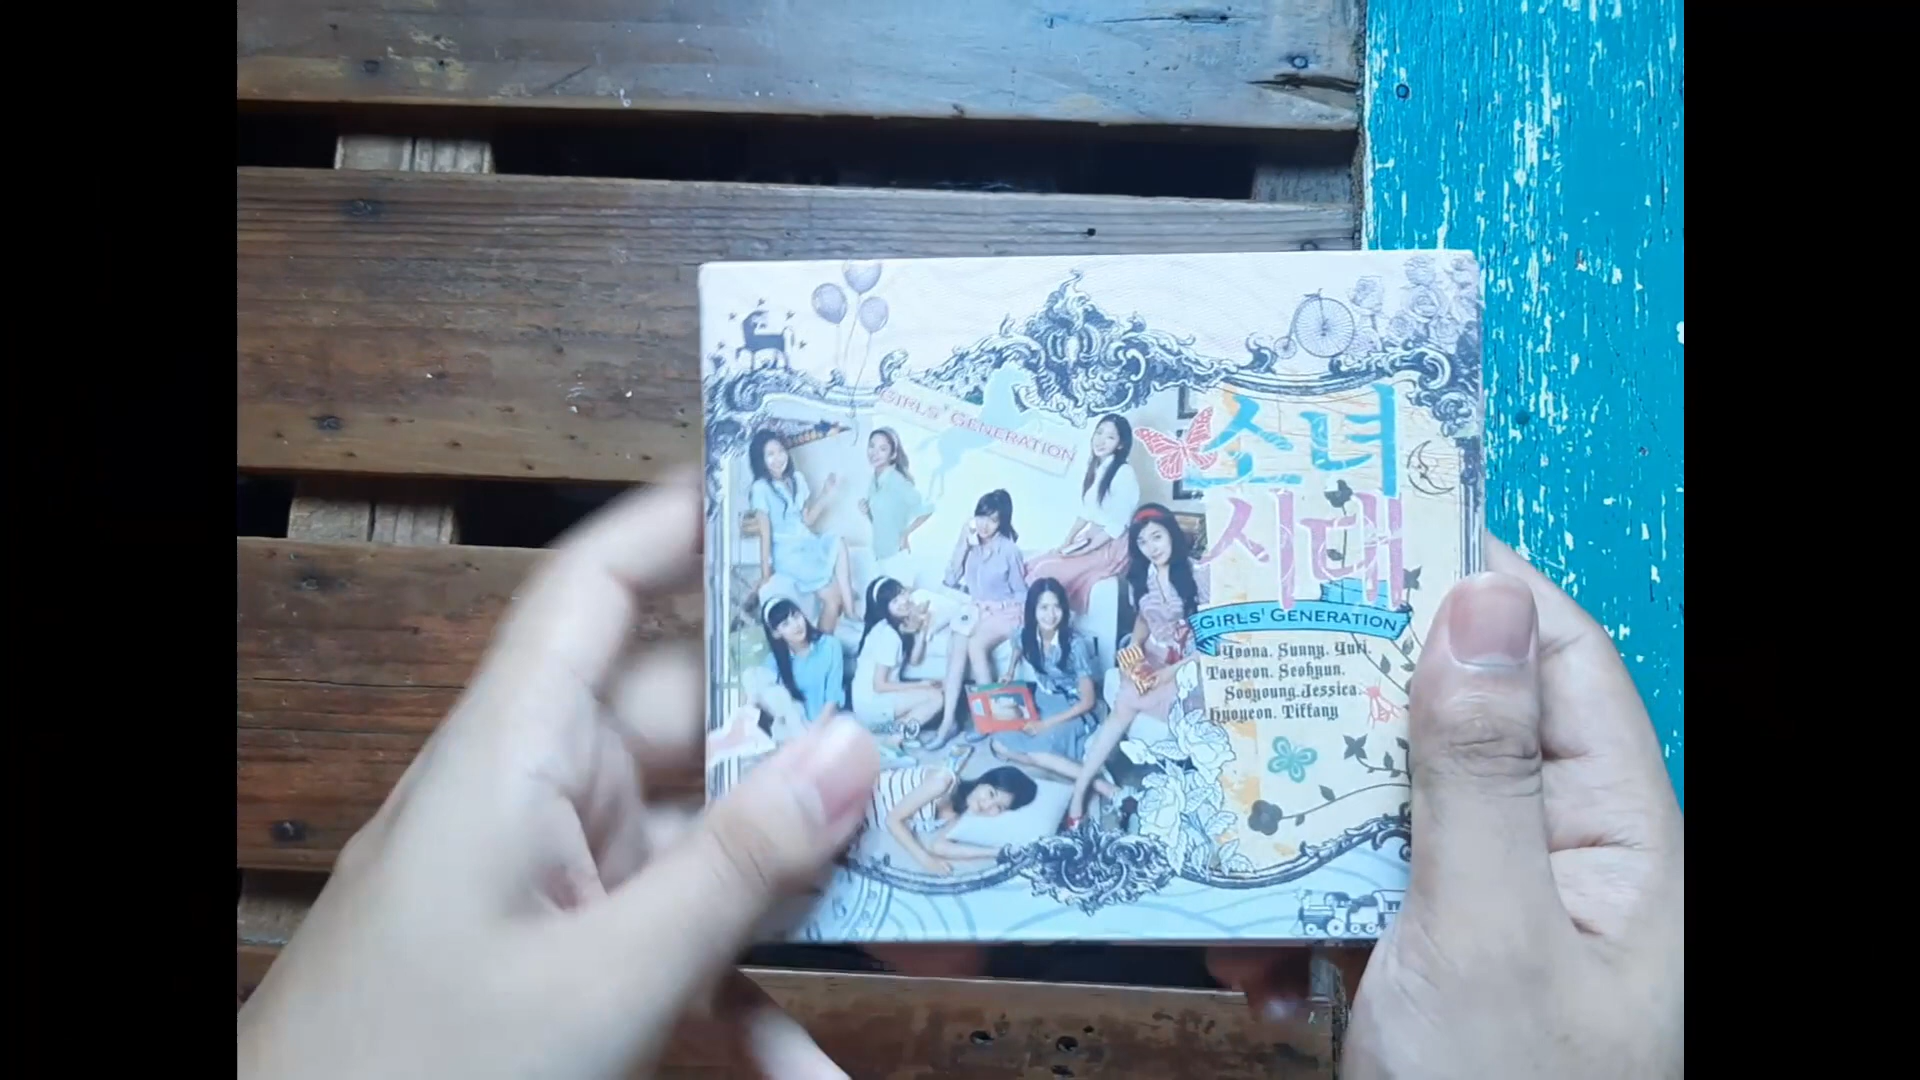 GIRLS' GENERATION
소녀
시대
GIRLS' GENERATION
Yoona. Sunny. Yuri.
Taeyeon. Seohyun.
Sooyoung. Jessica.
Hyoyeon. Tiffany